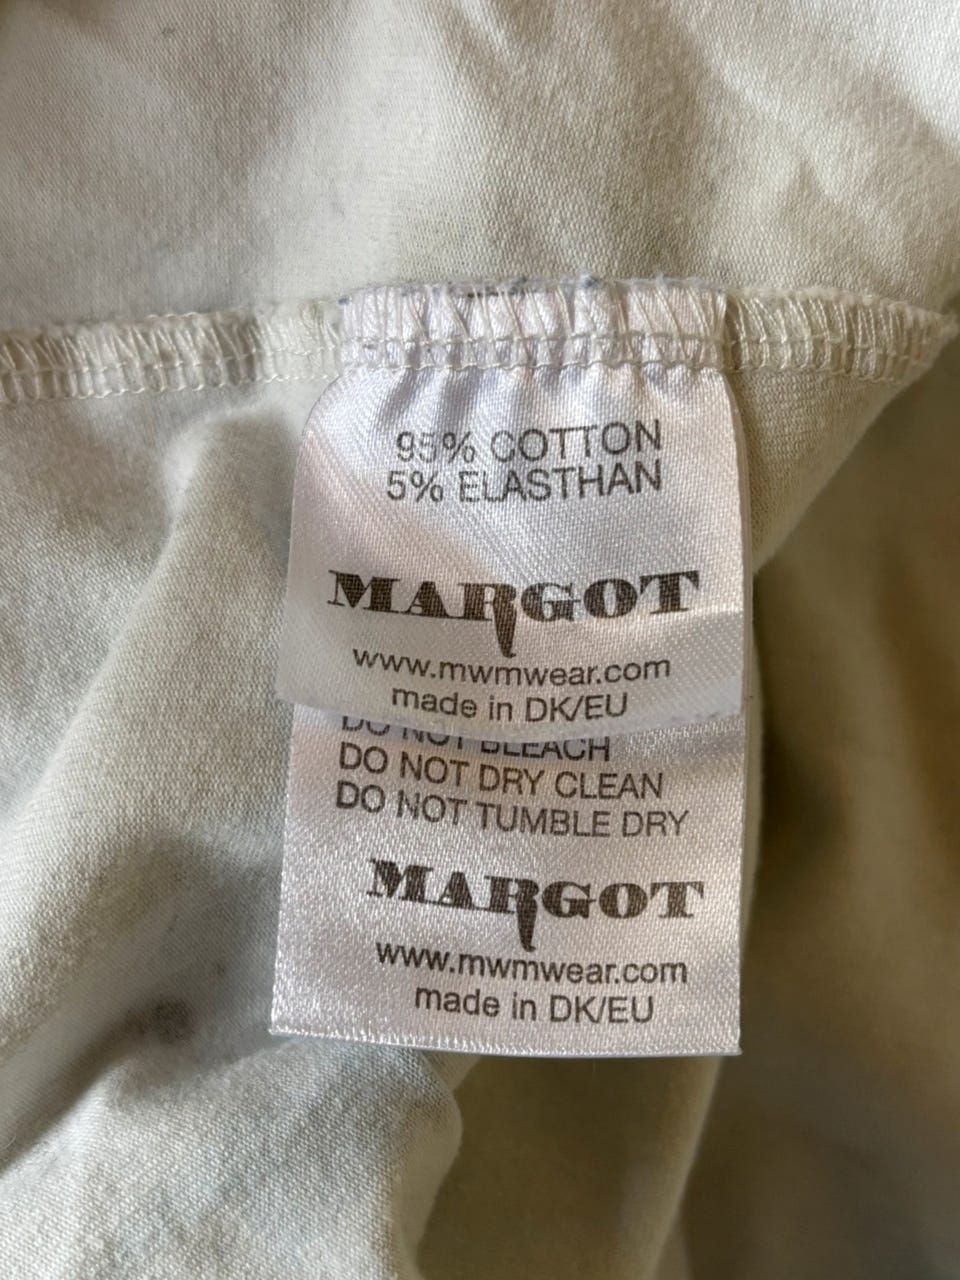 95% COTTON
5% ELASTHAN
MARGOT
www.mwmwear.com
made in DK/EU
DO NOT BLEACH
DO NOT DRY CLEAN
DO NOT TUMBLE DRY
MARGOT
www.mwmwear.com
made in DK/EU